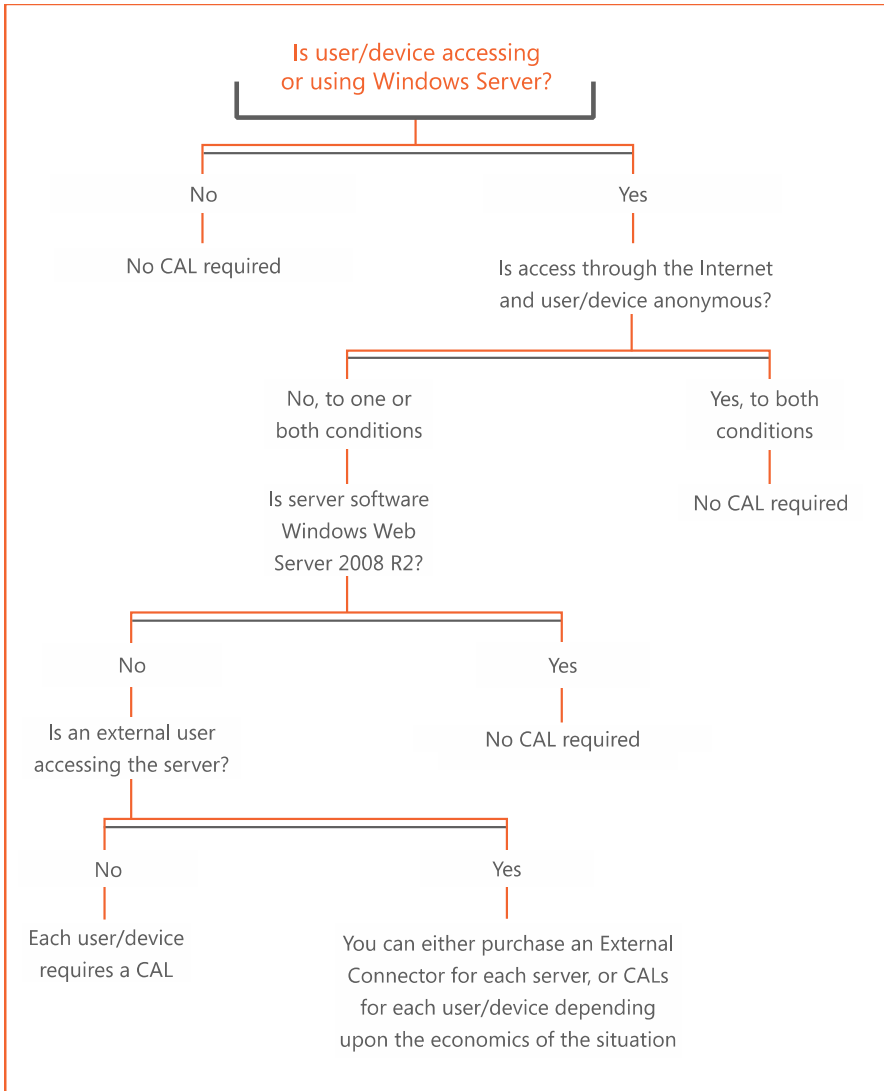 Is user/device accessing
or using Windows Server?
No
Yes
No CAL required
Is access through the Internet
and user/device anonymous?
No, to one or
both conditions
Yes, to both
conditions
Is server software
Windows Web
Server 2008 R2?
No CAL required
No
Yes
Is an external user
accessing the server?
No CAL required
No
Yes
Each user/device
requires a CAL
You can either purchase an External
Connector for each server, or CALs
for each user/device depending
upon the economics of the situation